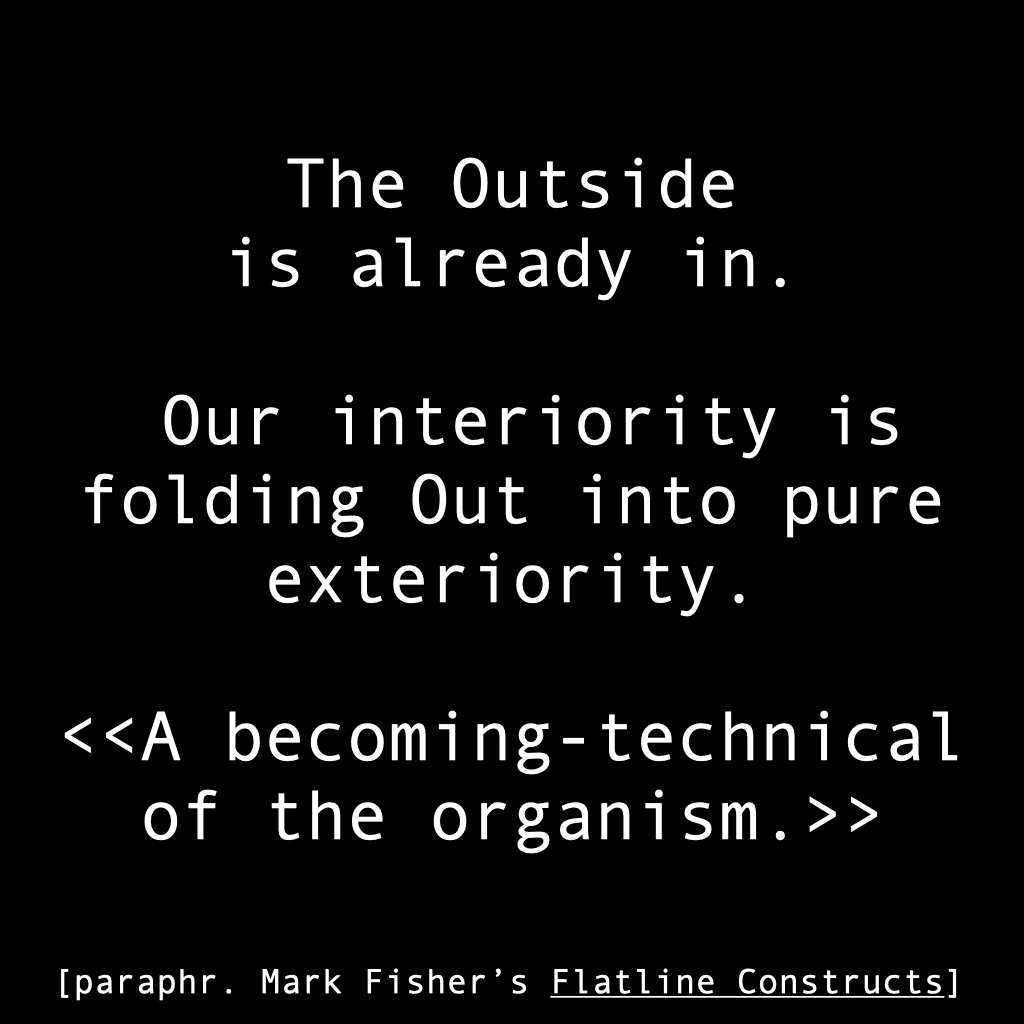 The Outside
is already in.
Our interiority is
folding Out into pure
exteriority.
<<A becoming-technical
of the organism.>>
[paraphr. Mark Fisher’s Flatline Constructs]